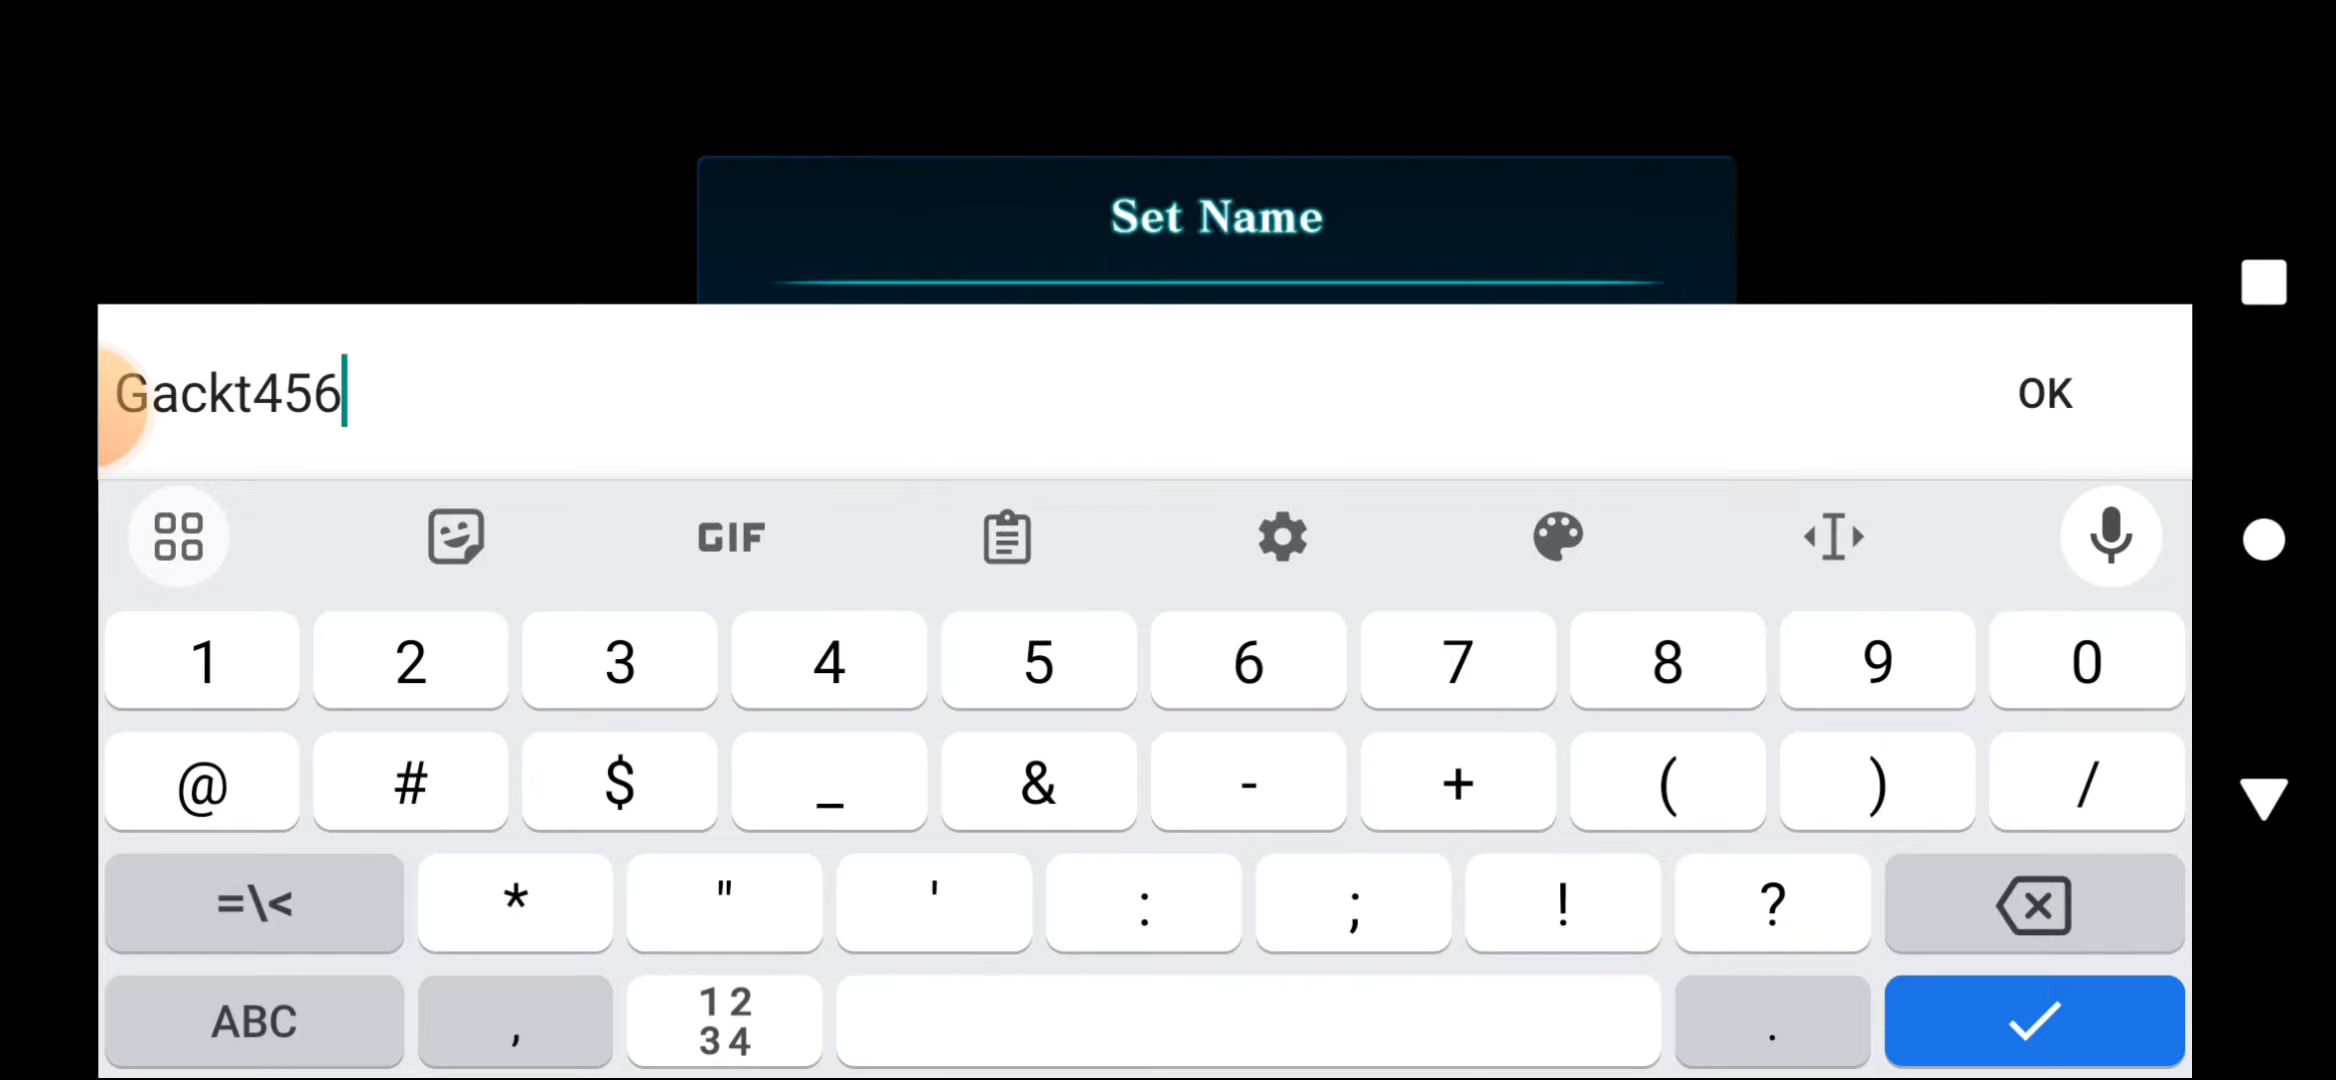 Set Name
Gackt456
OK
GIF
1 2 3 4 5 6 7 8 9 0
@ # $ _ & - + ( ) /
=\< * " ' : ; ! ?
ABC , 1 2 3 4 .